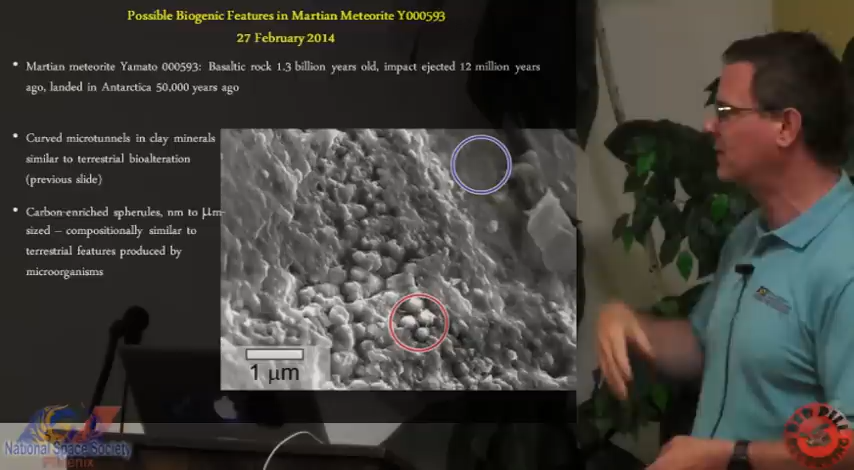 Possible Biogenic Features in Martian Meteorite Y000593
27 February 2014
• Martian meteorite Yamato 000593: Basaltic rock 1.3 billion years old, impact ejected 12 million years
ago, landed in Antarctica 50,000 years ago
• Curved microtunnels in clay minerals
similar to terrestrial bioalteration
(previous slide)
• Carbon-enriched spherules, nm to μm-
sized – compositionally similar to
terrestrial features produced by
microorganisms
1 μm
National Space Society
PHOENIX
RED PILL